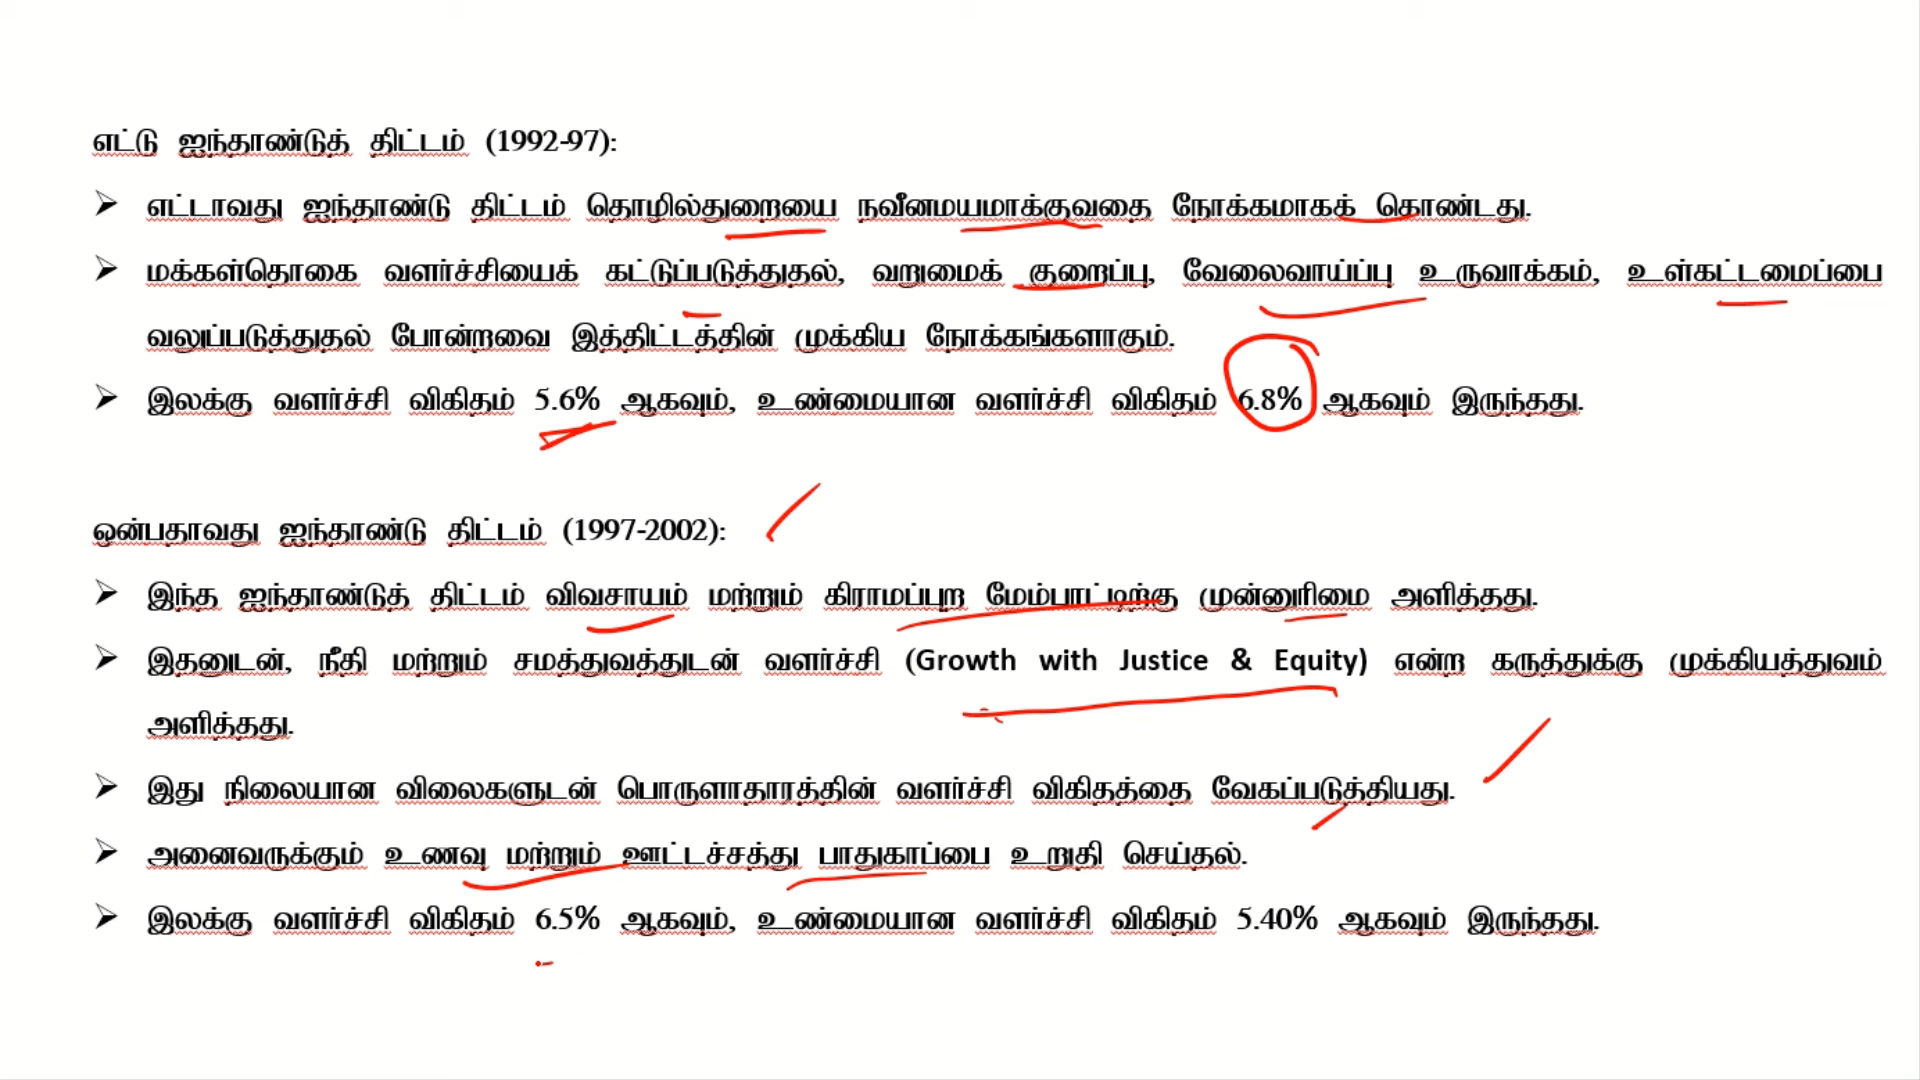 எட்டு ஐந்தாண்டுத் திட்டம் (1992-97):
➢ எட்டாவது ஐந்தாண்டு திட்டம் தொழில்துறையை நவீனமயமாக்குவதை நோக்கமாகக் கொண்டது.
➢ மக்கள்தொகை வளர்ச்சியைக் கட்டுப்படுத்துதல், வறுமைக் குறைப்பு, வேலைவாய்ப்பு உருவாக்கம், உள்கட்டமைப்பை
வலுப்படுத்துதல் போன்றவை இத்திட்டத்தின் முக்கிய நோக்கங்களாகும்.
➢ இலக்கு வளர்ச்சி விகிதம் 5.6% ஆகவும், உண்மையான வளர்ச்சி விகிதம் 6.8% ஆகவும் இருந்தது.
ஒன்பதாவது ஐந்தாண்டு திட்டம் (1997-2002):
➢ இந்த ஐந்தாண்டுத் திட்டம் விவசாயம் மற்றும் கிராமப்புற மேம்பாட்டிற்கு முன்னுரிமை அளித்தது.
➢ இதனுடன், நீதி மற்றும் சமத்துவத்துடன் வளர்ச்சி (Growth with Justice & Equity) என்ற கருத்துக்கு முக்கியத்துவம்
அளித்தது.
➢ இது நிலையான விலைகளுடன் பொருளாதாரத்தின் வளர்ச்சி விகிதத்தை வேகப்படுத்தியது.
➢ அனைவருக்கும் உணவு மற்றும் ஊட்டச்சத்து பாதுகாப்பை உறுதி செய்தல்.
➢ இலக்கு வளர்ச்சி விகிதம் 6.5% ஆகவும், உண்மையான வளர்ச்சி விகிதம் 5.40% ஆகவும் இருந்தது.